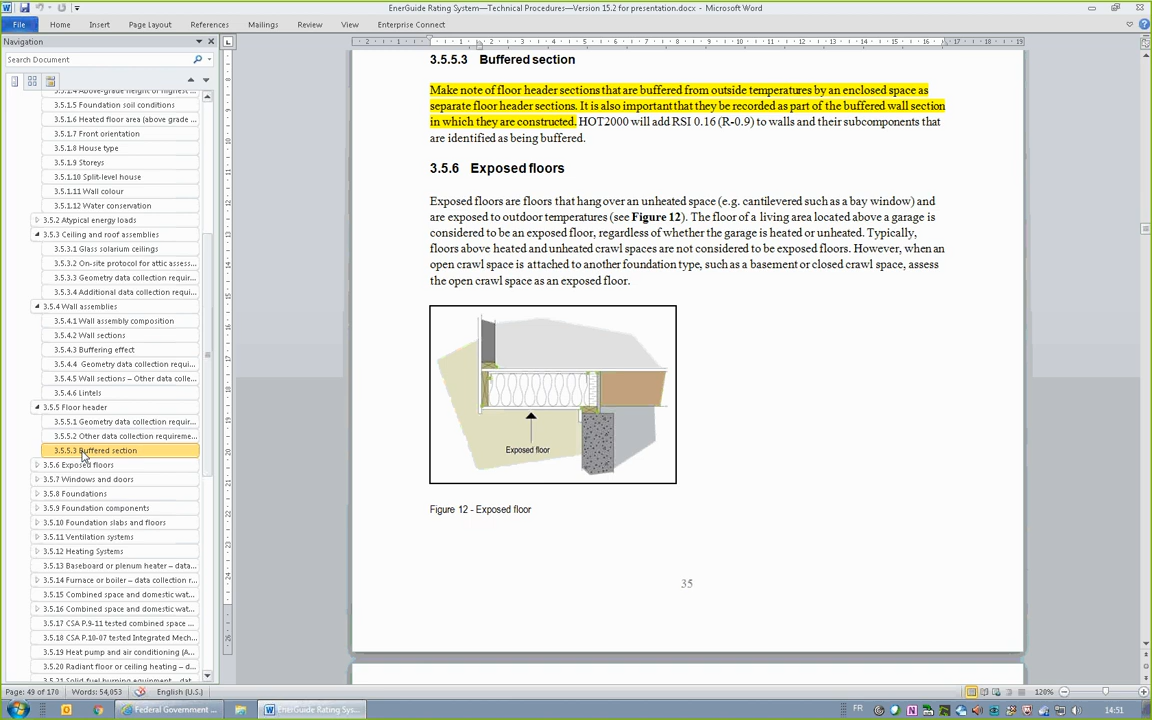 EnerGuide Rating System—Technical Procedures—Version 15.2 for presentation.docx - Microsoft Word
File Home Insert Page Layout References Mailings Review View Enterprise Connect
Navigation
Search Document
3.5.1.4 Above-grade height of highest ...
3.5.1.5 Foundation soil conditions
3.5.1.6 Heated floor area (above grade ...
3.5.1.7 Front orientation
3.5.1.8 House type
3.5.1.9 Storeys
3.5.1.10 Split-level house
3.5.1.11 Wall colour
3.5.1.12 Water conservation
3.5.2 Atypical energy loads
3.5.3 Ceiling and roof assemblies
3.5.3.1 Glass solarium ceilings
3.5.3.2 On-site protocol for attic assess...
3.5.3.3 Geometry data collection requir...
3.5.3.4 Additional data collection requi...
3.5.4 Wall assemblies
3.5.4.1 Wall assembly composition
3.5.4.2 Wall sections
3.5.4.3 Buffering effect
3.5.4.4 Geometry data collection requi...
3.5.4.5 Wall sections – Other data colle...
3.5.4.6 Lintels
3.5.5 Floor header
3.5.5.1 Geometry data collection requir...
3.5.5.2 Other data collection requireme...
3.5.5.3 Buffered section
3.5.6 Exposed floors
3.5.7 Windows and doors
3.5.8 Foundations
3.5.9 Foundation components
3.5.10 Foundation slabs and floors
3.5.11 Ventilation systems
3.5.12 Heating Systems
3.5.13 Baseboard or plenum heater – data...
3.5.14 Furnace or boiler – data collection r...
3.5.15 Combined space and domestic wat...
3.5.16 Combined space and domestic wat...
3.5.17 CSA P.9-11 tested combined space ...
3.5.18 CSA P.10-07 tested Integrated Mech...
3.5.19 Heat pump and air conditioning (A...
3.5.20 Radiant floor or ceiling heating – d...
3.5.21 Solid fuel burning equipment – dat...
3.5.5.3 Buffered section
Make note of floor header sections that are buffered from outside temperatures by an enclosed space as
separate floor header sections. It is also important that they be recorded as part of the buffered wall section
in which they are constructed. HOT2000 will add RSI 0.16 (R-0.9) to walls and their subcomponents that
are identified as being buffered.
3.5.6 Exposed floors
Exposed floors are floors that hang over an unheated space (e.g. cantilevered such as a bay window) and
are exposed to outdoor temperatures (see Figure 12). The floor of a living area located above a garage is
considered to be an exposed floor, regardless of whether the garage is heated or unheated. Typically,
floors above heated and unheated crawl spaces are not considered to be exposed floors. However, when an
open crawl space is attached to another foundation type, such as a basement or closed crawl space, assess
the open crawl space as an exposed floor.
Exposed floor
Figure 12 - Exposed floor
35
Page: 49 of 170 Words: 54,053 English (U.S.) 120%
Federal Government ... EnerGuide Rating Sys... FR 14:51